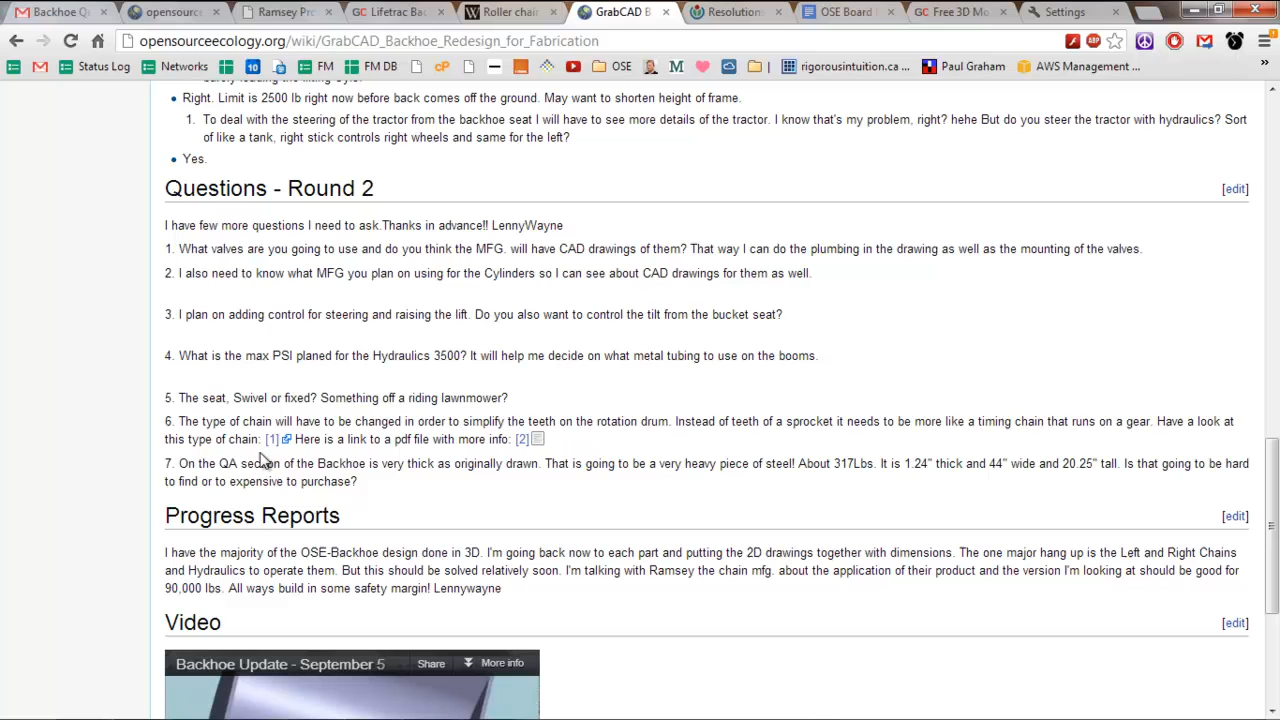 Backhoe Qu
opensource
Ramsey Pro
Lifetrac Bac
Roller chain
GrabCAD B
Resolutions
OSE Board
Free 3D Mo
Settings
opensourceecology.org/wiki/GrabCAD_Backhoe_Redesign_for_Fabrication
Status Log
Networks
FM
FM DB
OSE
rigorousintuition.ca ...
Paul Graham
AWS Management ...
Right. Limit is 2500 lb right now before back comes off the ground. May want to shorten height of frame.
1. To deal with the steering of the tractor from the backhoe seat I will have to see more details of the tractor. I know that's my problem, right? hehe But do you steer the tractor with hydraulics? Sort
of like a tank, right stick controls right wheels and same for the left?
Yes.
Questions - Round 2
[edit]
I have few more questions I need to ask.Thanks in advance!! LennyWayne
1. What valves are you going to use and do you think the MFG. will have CAD drawings of them? That way I can do the plumbing in the drawing as well as the mounting of the valves.
2. I also need to know what MFG you plan on using for the Cylinders so I can see about CAD drawings for them as well.
3. I plan on adding control for steering and raising the lift. Do you also want to control the tilt from the bucket seat?
4. What is the max PSI planed for the Hydraulics 3500? It will help me decide on what metal tubing to use on the booms.
5. The seat, Swivel or fixed? Something off a riding lawnmower?
6. The type of chain will have to be changed in order to simplify the teeth on the rotation drum. Instead of teeth of a sprocket it needs to be more like a timing chain that runs on a gear. Have a look at
this type of chain: [1] Here is a link to a pdf file with more info: [2]
7. On the QA section of the Backhoe is very thick as originally drawn. That is going to be a very heavy piece of steel! About 317Lbs. It is 1.24" thick and 44" wide and 20.25" tall. Is that going to be hard
to find or to expensive to purchase?
Progress Reports
[edit]
I have the majority of the OSE-Backhoe design done in 3D. I'm going back now to each part and putting the 2D drawings together with dimensions. The one major hang up is the Left and Right Chains
and Hydraulics to operate them. But this should be solved relatively soon. I'm talking with Ramsey the chain mfg. about the application of their product and the version I'm looking at should be good for
90,000 lbs. All ways build in some safety margin! Lennywayne
Video
[edit]
Backhoe Update - September 5
Share
More info